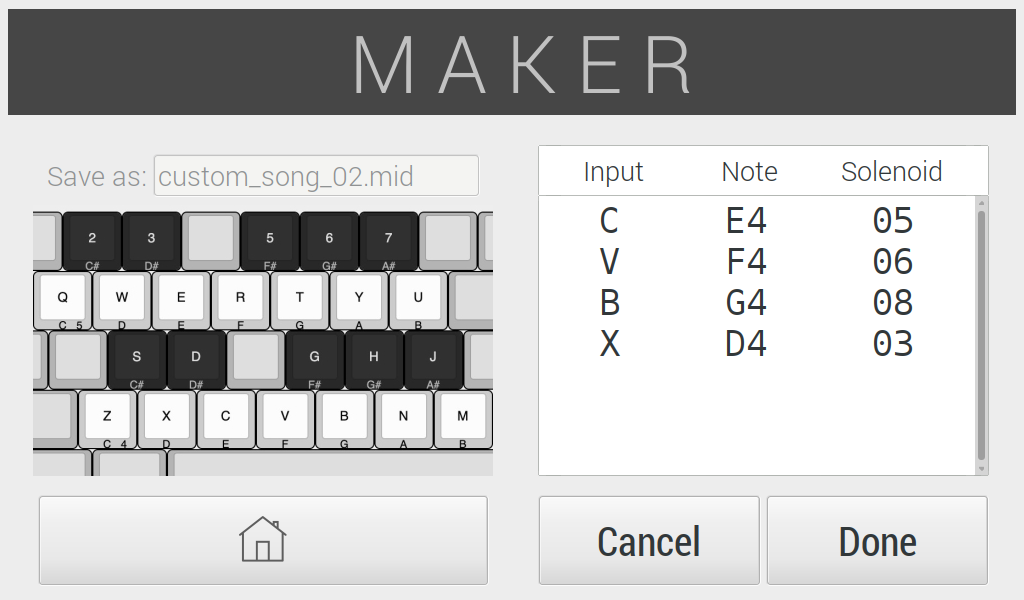 MAKER
Save as: custom_song_02.mid
2 3 5 6 7
C# D# F# G# A#
Q W E R T Y U
C 5 D E F G A B
S D G H J
C# D# F# G# A#
Z X C V B N M
C 4 D E F G A B
Input Note Solenoid
C E4 05
V F4 06
B G4 08
X D4 03
Cancel Done